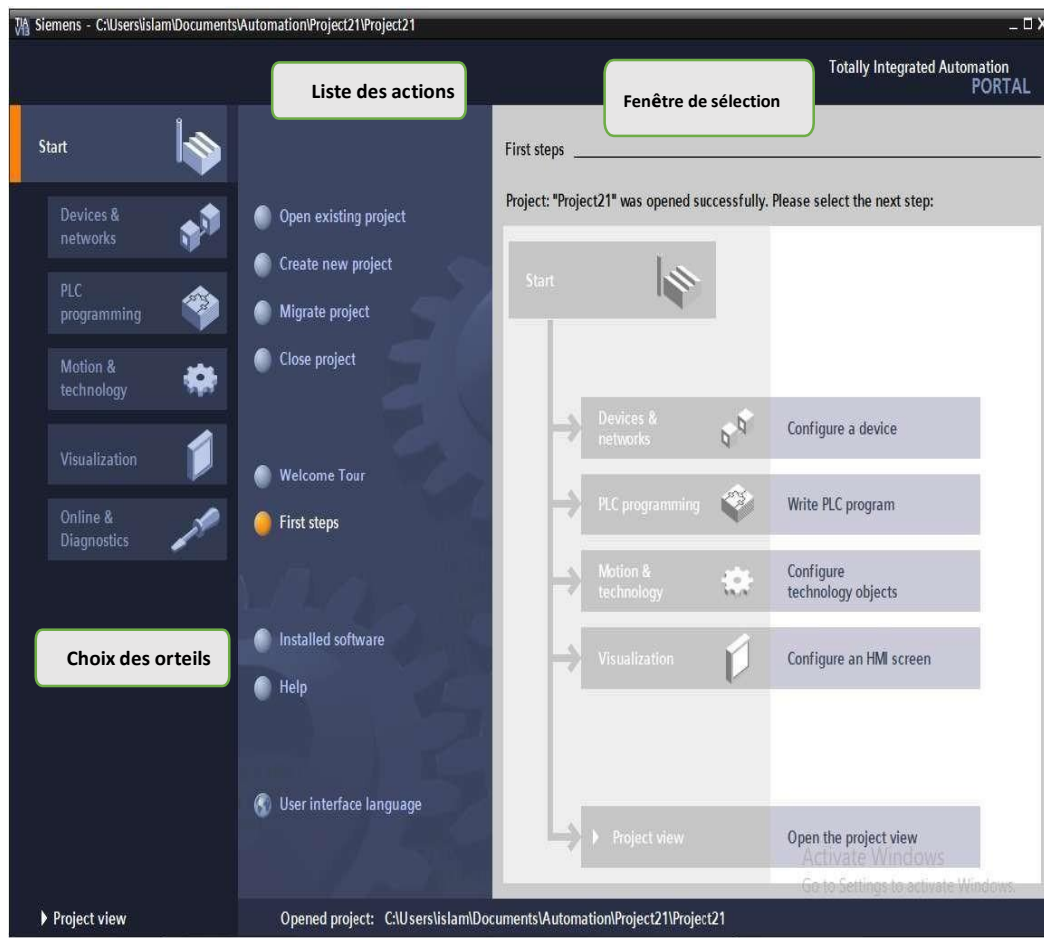 TIA V13 Siemens - C:\Users\islam\Documents\Automation\Project21\Project21
Totally Integrated Automation
PORTAL
Liste des actions
Fenêtre de sélection
Start
Devices &
networks
PLC
programming
Motion &
technology
Visualization
Online &
Diagnostics
Choix des orteils
Project view
Open existing project
Create new project
Migrate project
Close project
Welcome Tour
First steps
Installed software
Help
User interface language
First steps
Project: "Project21" was opened successfully. Please select the next step:
Start
Devices &
networks
Configure a device
PLC programming
Write PLC program
Motion &
technology
Configure
technology objects
Visualization
Configure an HMI screen
Project view
Open the project view
Activate Windows
Go to Settings to activate Windows.
Opened project: C:\Users\islam\Documents\Automation\Project21\Project21